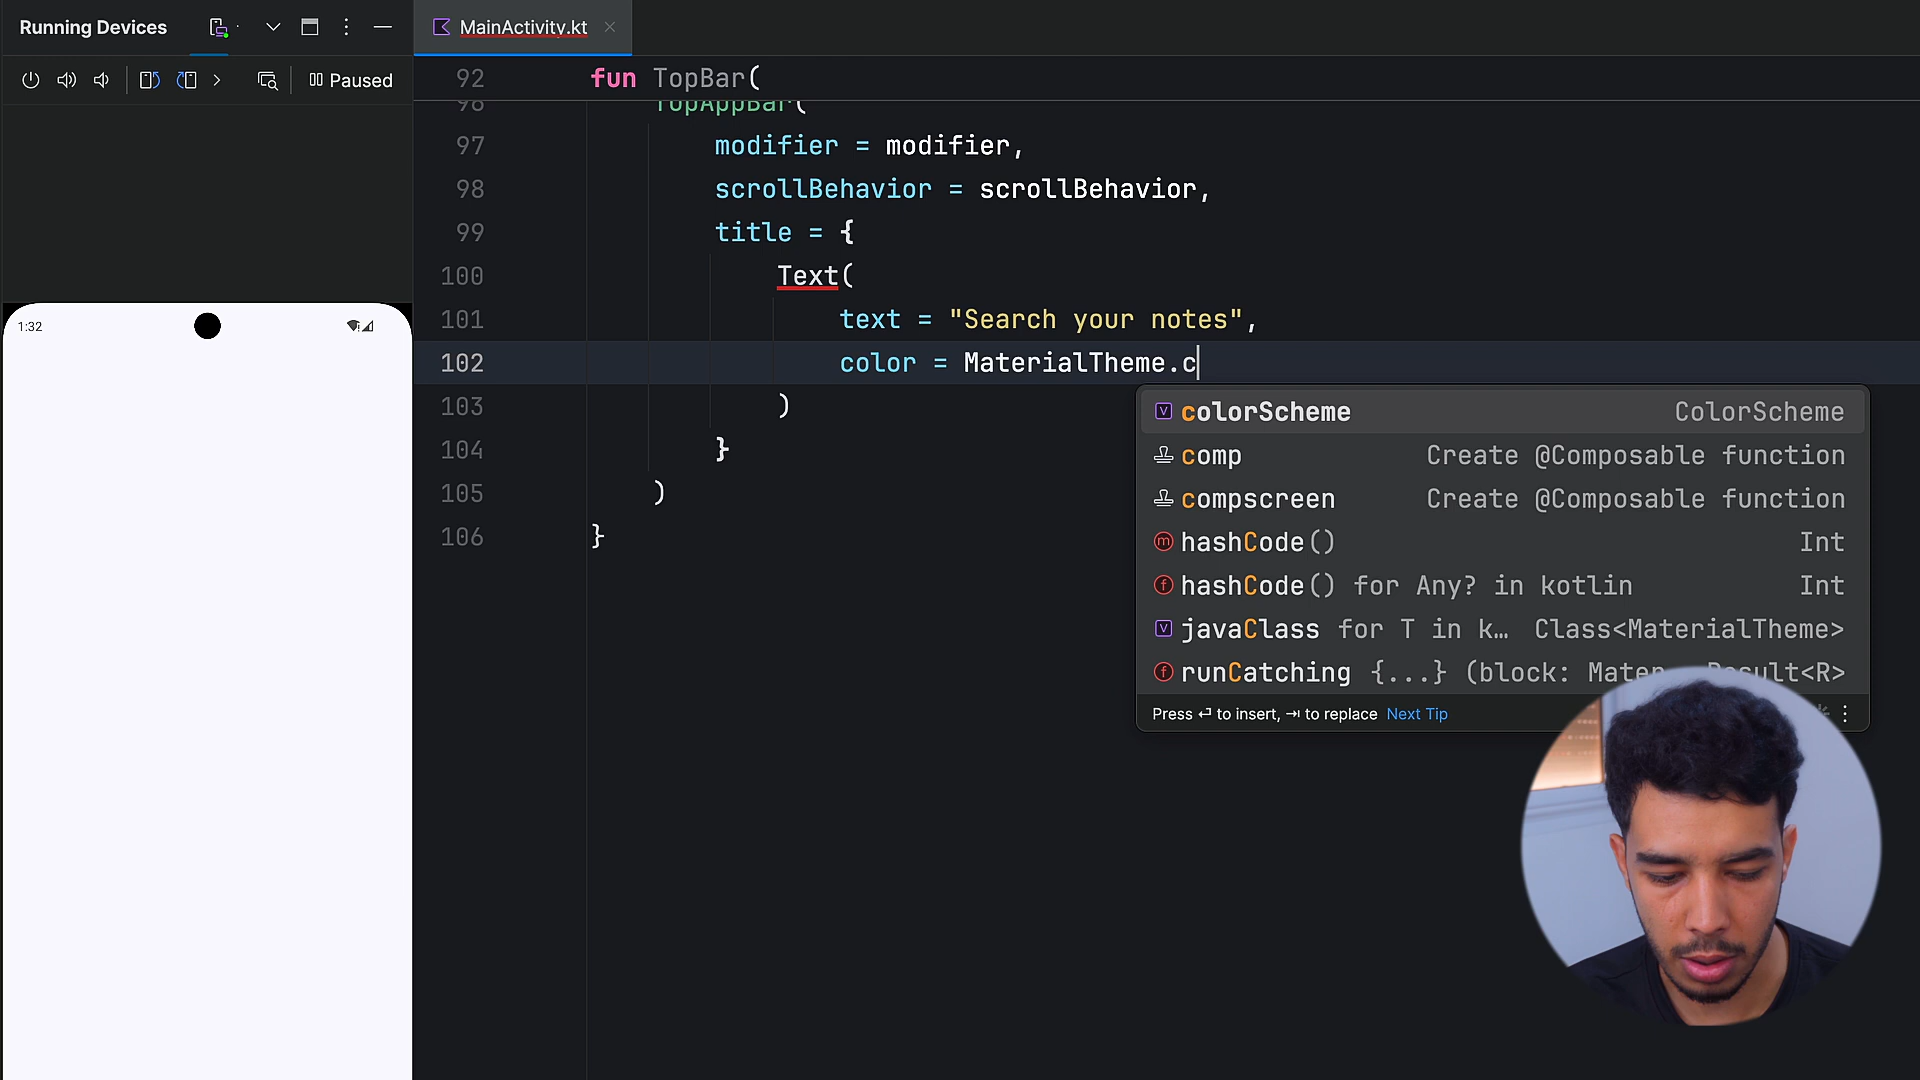 Running Devices
MainActivity.kt
Paused
92 fun TopBar(
96 TopAppBar(
97 modifier = modifier,
98 scrollBehavior = scrollBehavior,
99 title = {
100 Text(
101 text = "Search your notes",
102 color = MaterialTheme.c
103 )
104 }
105 )
106 }
1:32
colorScheme ColorScheme
comp Create @Composable function
compscreen Create @Composable function
hashCode() Int
hashCode() for Any? in kotlin Int
javaClass for T in k... Class<MaterialTheme>
runCatching {...} (block:
Press ↵ to insert, ⇥ to replace Next Tip